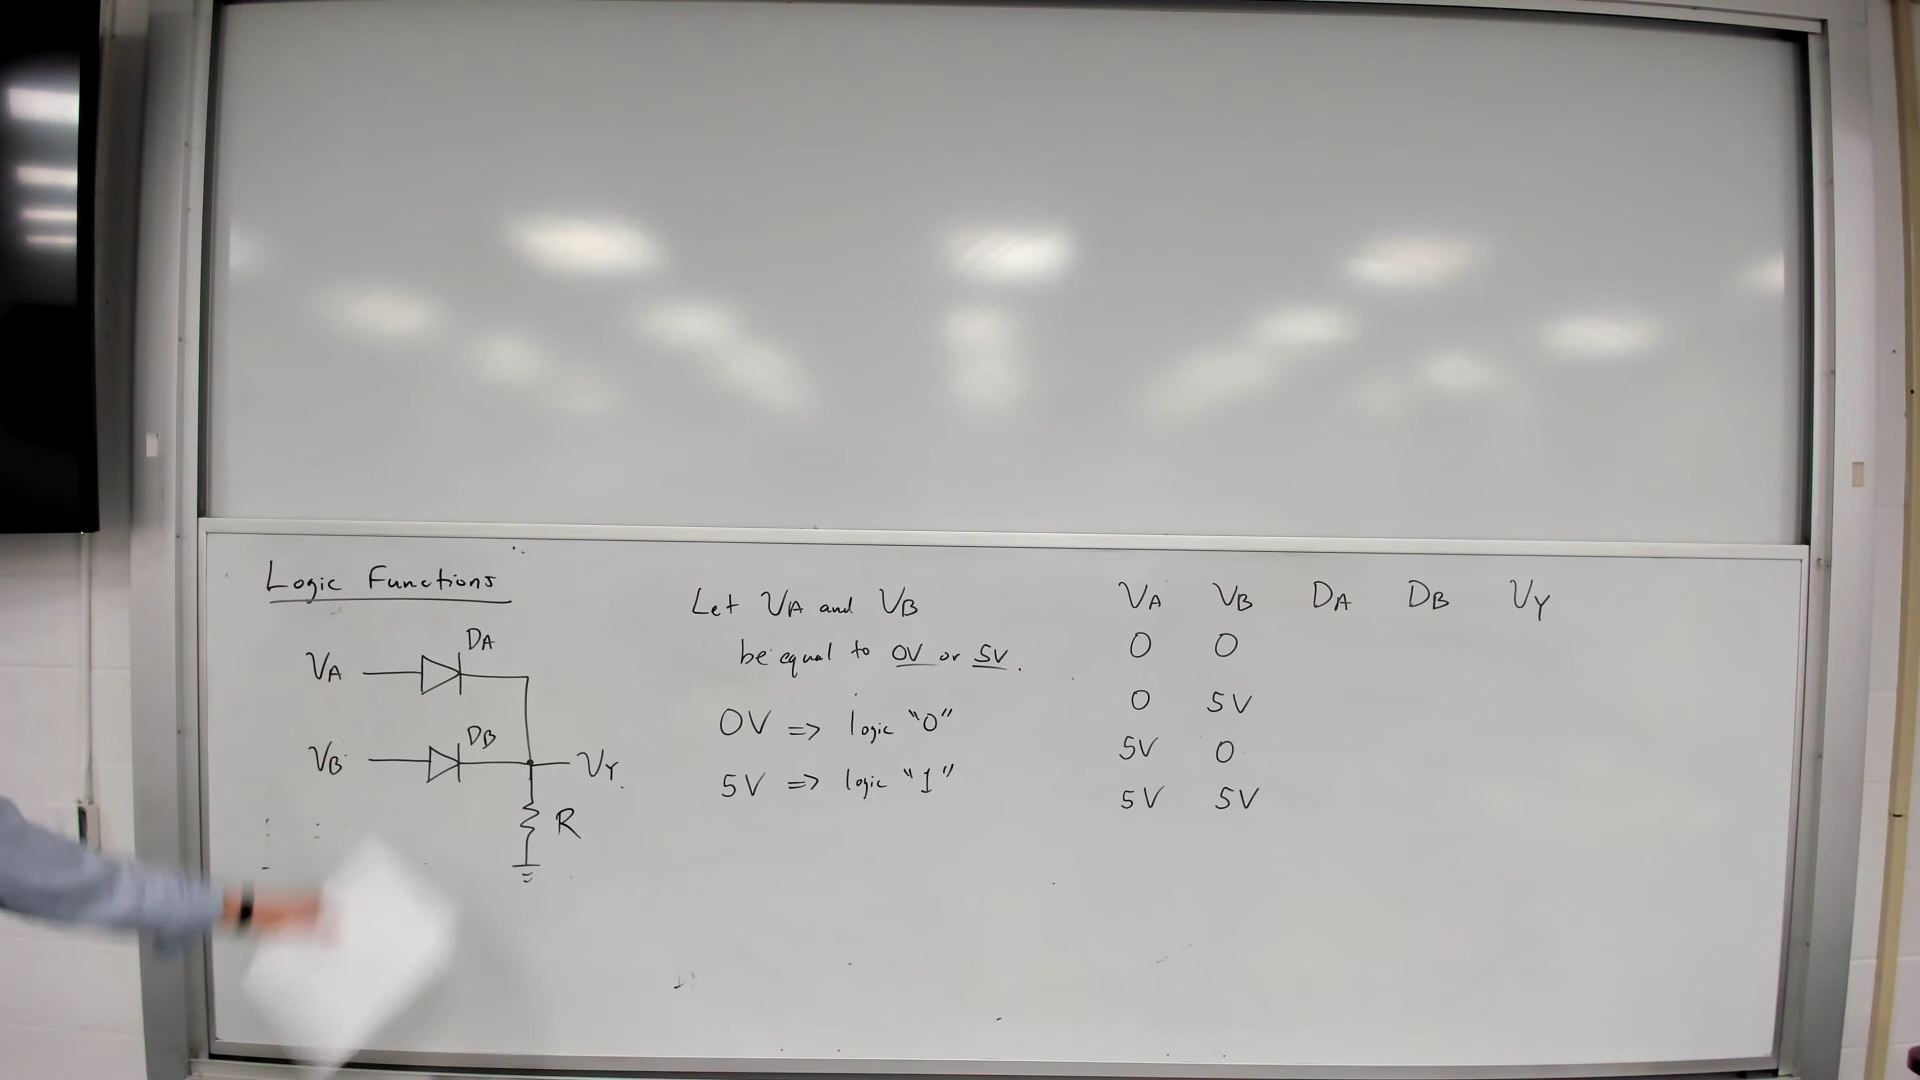 Logic Functions
VA
DA
VB
DB
VY.
R
Let VA and VB
be equal to 0V or 5V.
0V => logic "0"
5V => logic "1"
VA VB DA DB VY
0 0
0 5V
5V 0
5V 5V